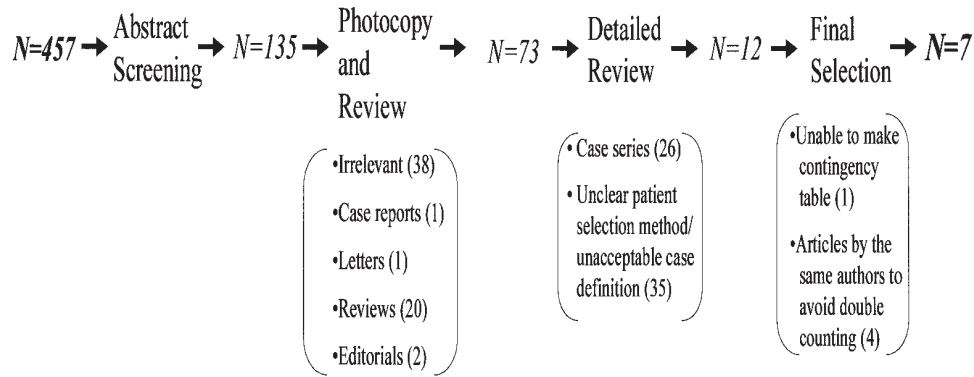 N=457
Abstract
Screening
N=135
Photocopy
and
Review
N=73
Detailed
Review
N=12
Final
Selection
N=7
•Irrelevant (38)
•Case reports (1)
•Letters (1)
•Reviews (20)
•Editorials (2)
• Case series (26)
• Unclear patient
selection method/
unacceptable case
definition (35)
•Unable to make
contingency
table (1)
•Articles by the
same authors to
avoid double
counting (4)